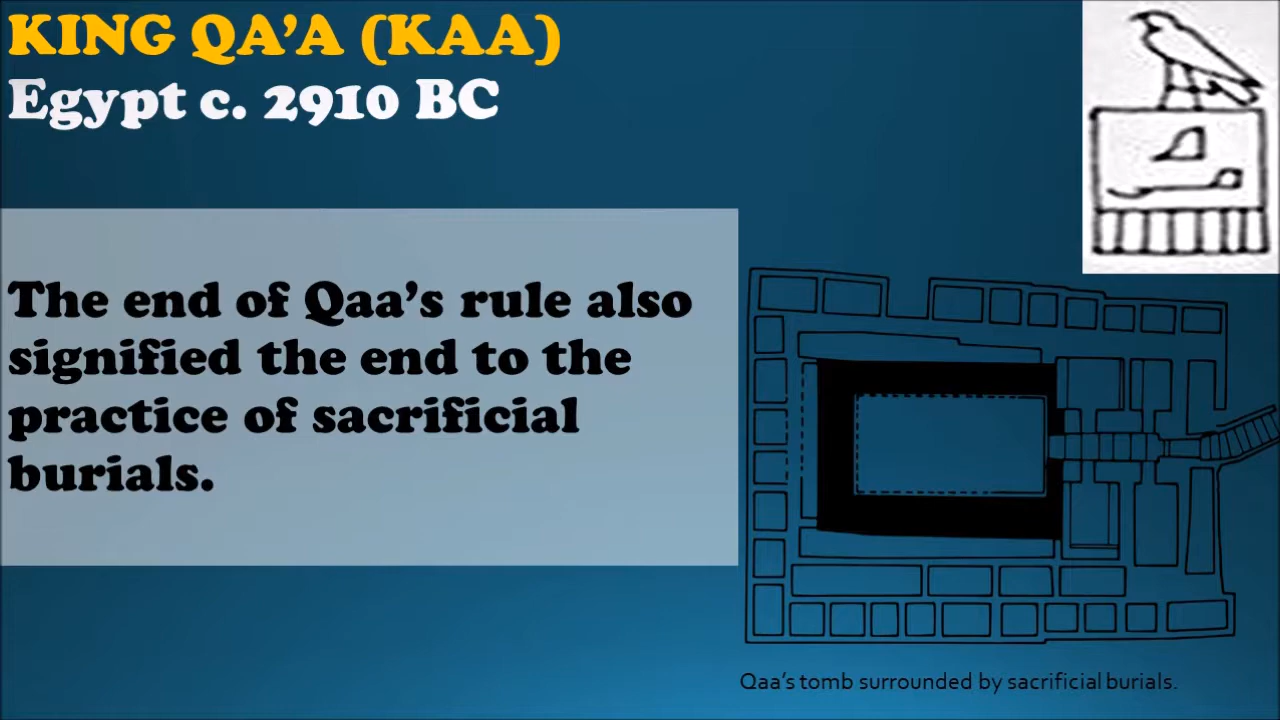 KING QA’A (KAA)
Egypt c. 2910 BC
The end of Qaa’s rule also
signified the end to the
practice of sacrificial
burials.
Qaa’s tomb surrounded by sacrificial burials.